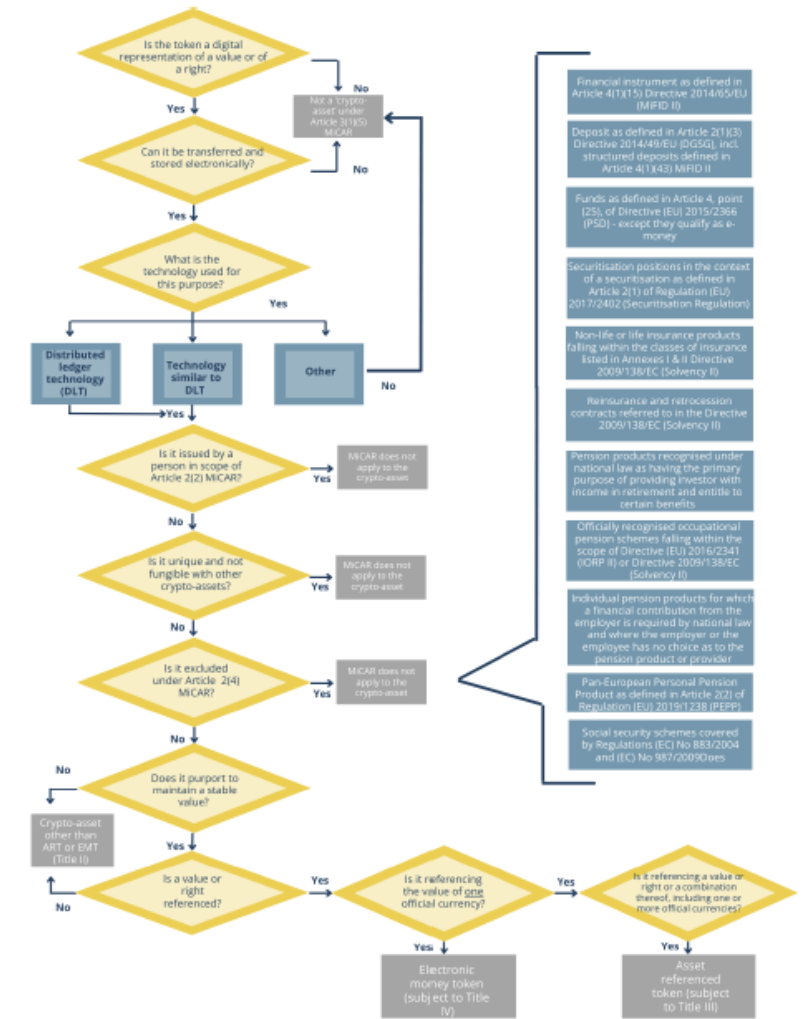 Is the token a digital
representation of a value or of
a right?
No
Yes
Not a 'crypto-
asset' under
Article 3(1)(5)
MiCAR
Can it be transferred and
stored electronically?
No
Yes
What is the
technology used for
this purpose?
Yes
Distributed
ledger
technology
(DLT)
Technology
similar to
DLT
Other
No
Yes
Is it issued by a
person in scope of
Article 2(2) MiCAR?
Yes
MiCAR does not
apply to the
crypto-asset
No
Is it unique and not
fungible with other
crypto-assets?
Yes
MiCAR does not
apply to the
crypto-asset
No
Is it excluded
under Article 2(4)
MiCAR?
Yes
MiCAR does not
apply to the
crypto-asset
No
Does it purport to
maintain a stable
value?
No
Crypto-asset
other than
ART or EMT
(Title II)
Yes
Is a value or
right
referenced?
No
Yes
Is it referencing
the value of one
official currency?
Yes
Is it referencing a value or
right or a combination
thereof, including one or
more official currencies?
Yes
Electronic
money token
(subject to Title
IV)
Yes
Asset
referenced
token (subject
to Title III)
Financial instrument as defined in
Article 4(1)(15) Directive 2014/65/EU
(MiFID II)
Deposit as defined in Article 2(1)(3)
Directive 2014/49/EU (DGSG), incl.
structured deposits defined in
Article 4(1)(43) MiFID II
Funds as defined in Article 4, point
(25), of Directive (EU) 2015/2366
(PSD) - except they qualify as e-
money
Securitisation positions in the context
of a securitisation as defined in
Article 2(1) of Regulation (EU)
2017/2402 (Securitisation Regulation)
Non-life or life insurance products
falling within the classes of insurance
listed in Annexes I & II Directive
2009/138/EC (Solvency II)
Reinsurance and retrocession
contracts referred to in the Directive
2009/138/EC (Solvency II)
Pension products recognised under
national law as having the primary
purpose of providing investor with
income in retirement and entitle to
certain benefits
Officially recognised occupational
pension schemes falling within the
scope of Directive (EU) 2016/2341
(IORP II) or Directive 2009/138/EC
(Solvency II)
Individual pension products for which
a financial contribution from the
employer is required by national law
and where the employer or the
employee has no choice as to the
pension product or provider
Pan-European Personal Pension
Product as defined in Article 2(2) of
Regulation (EU) 2019/1238 (PEPP)
Social security schemes covered
by Regulations (EC) No 883/2004
and (EC) No 987/2009Does